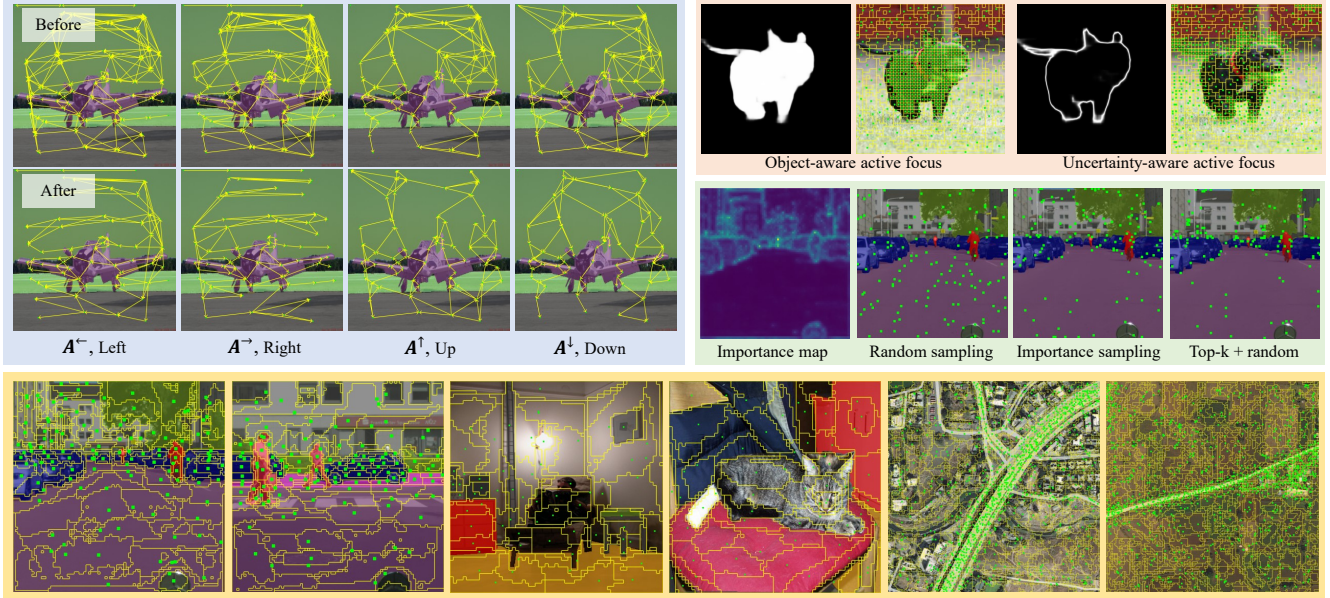 Before
After
A←, Left
A→, Right
A↑, Up
A↓, Down
Object-aware active focus
Uncertainty-aware active focus
Importance map
Random sampling
Importance sampling
Top-k + random